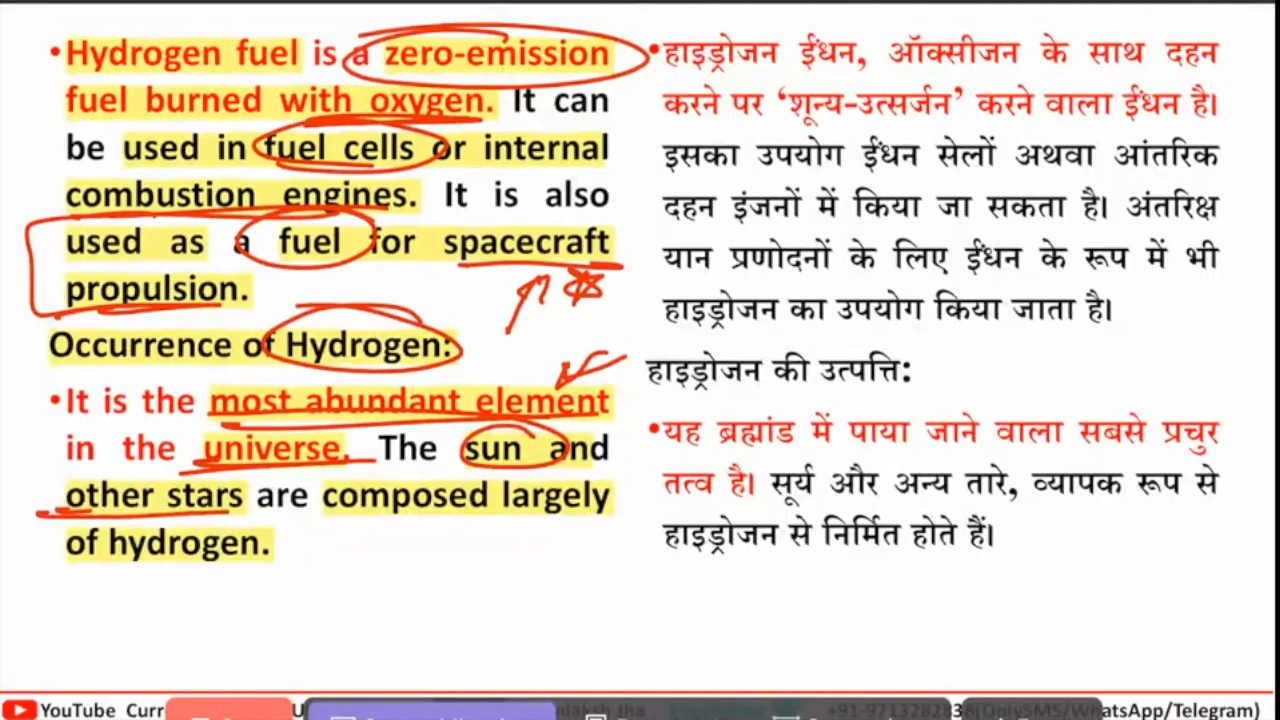 •Hydrogen fuel is a zero-emission
fuel burned with oxygen. It can
be used in fuel cells or internal
combustion engines. It is also
used as a fuel for spacecraft
propulsion.
Occurrence of Hydrogen:
•It is the most abundant element
in the universe. The sun and
other stars are composed largely
of hydrogen.
•हाइड्रोजन ईंधन, ऑक्सीजन के साथ दहन
करने पर ‘शून्य-उत्सर्जन’ करने वाला ईंधन है।
इसका उपयोग ईंधन सेलों अथवा आंतरिक
दहन इंजनों में किया जा सकता है। अंतरिक्ष
यान प्रणोदनों के लिए ईंधन के रूप में भी
हाइड्रोजन का उपयोग किया जाता है।
हाइड्रोजन की उत्पत्ति:
•यह ब्रह्मांड में पाया जाने वाला सबसे प्रचुर
तत्व है। सूर्य और अन्य तारे, व्यापक रूप से
हाइड्रोजन से निर्मित होते हैं।
YouTube +91-9713282838(OnlySMS/WhatsApp/Telegram)